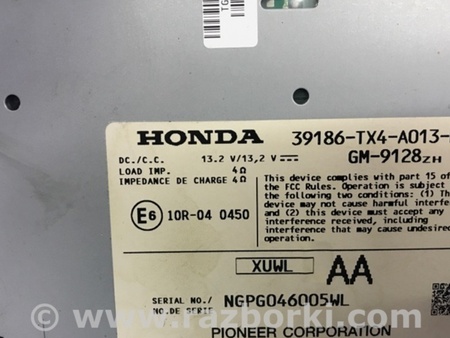 TG
HONDA 39186-TX4-A013-
DC./C.C. 13.2 V/13,2 V
GM-9128ZH
LOAD IMP. 4Ω
IMPEDANCE DE CHARGE 4Ω
This device complies with part 15 of
the FCC Rules. Operation is subject
the following two conditions: (1) Th
device may not cause harmful interfe
and (2) this device must accept any
interference received, including
interference that may cause undesired
operation.
E6 10R-04 0450
XUWL AA
SERIAL NO./ NGPG046005WL
NO.DE SERIE
PIONEER CORPORATION
www.razborki.com